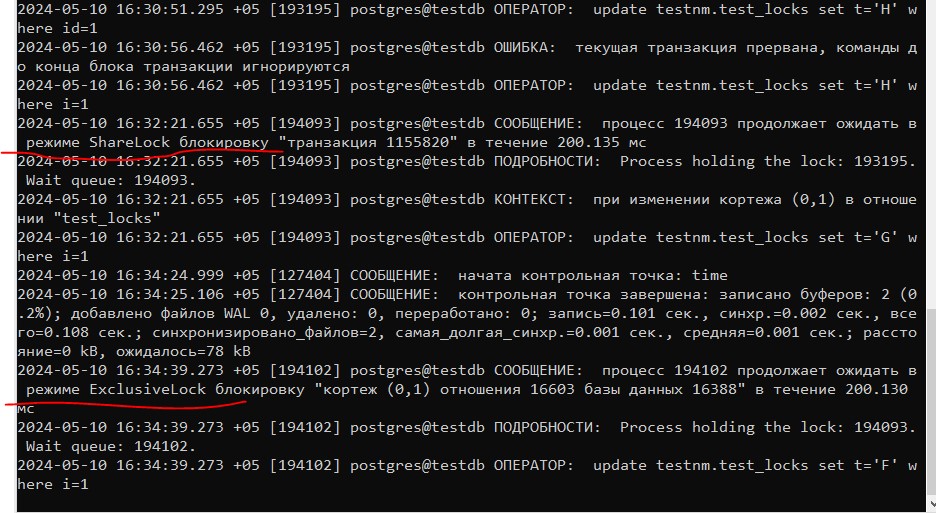 2024-05-10 16:30:51.295 +05 [193195] postgres@testdb ОПЕРАТОР:  update testnm.test_locks set t='H' w
here id=1
2024-05-10 16:30:56.462 +05 [193195] postgres@testdb ОШИБКА:  текущая транзакция прервана, команды д
о конца блока транзакции игнорируются
2024-05-10 16:30:56.462 +05 [193195] postgres@testdb ОПЕРАТОР:  update testnm.test_locks set t='H' w
here i=1
2024-05-10 16:32:21.655 +05 [194093] postgres@testdb СООБЩЕНИЕ:  процесс 194093 продолжает ожидать в
 режиме ShareLock блокировку "транзакция 1155820" в течение 200.135 мс
2024-05-10 16:32:21.655 +05 [194093] postgres@testdb ПОДРОБНОСТИ:  Process holding the lock: 193195.
 Wait queue: 194093.
2024-05-10 16:32:21.655 +05 [194093] postgres@testdb КОНТЕКСТ:  при изменении кортежа (0,1) в отноше
нии "test_locks"
2024-05-10 16:32:21.655 +05 [194093] postgres@testdb ОПЕРАТОР:  update testnm.test_locks set t='G' w
here i=1
2024-05-10 16:34:24.999 +05 [127404] СООБЩЕНИЕ:  начата контрольная точка: time
2024-05-10 16:34:25.106 +05 [127404] СООБЩЕНИЕ:  контрольная точка завершена: записано буферов: 2 (0
.2%); добавлено файлов WAL 0, удалено: 0, переработано: 0; запись=0.101 сек., синхр.=0.002 сек., все
го=0.108 сек.; синхронизировано_файлов=2, самая_долгая_синхр.=0.001 сек., средняя=0.001 сек.; рассто
яние=0 kB, ожидалось=78 kB
2024-05-10 16:34:39.273 +05 [194102] postgres@testdb СООБЩЕНИЕ:  процесс 194102 продолжает ожидать в
 режиме ExclusiveLock блокировку "кортеж (0,1) отношения 16603 базы данных 16388" в течение 200.130
мс
2024-05-10 16:34:39.273 +05 [194102] postgres@testdb ПОДРОБНОСТИ:  Process holding the lock: 194093.
 Wait queue: 194102.
2024-05-10 16:34:39.273 +05 [194102] postgres@testdb ОПЕРАТОР:  update testnm.test_locks set t='F' w
here i=1